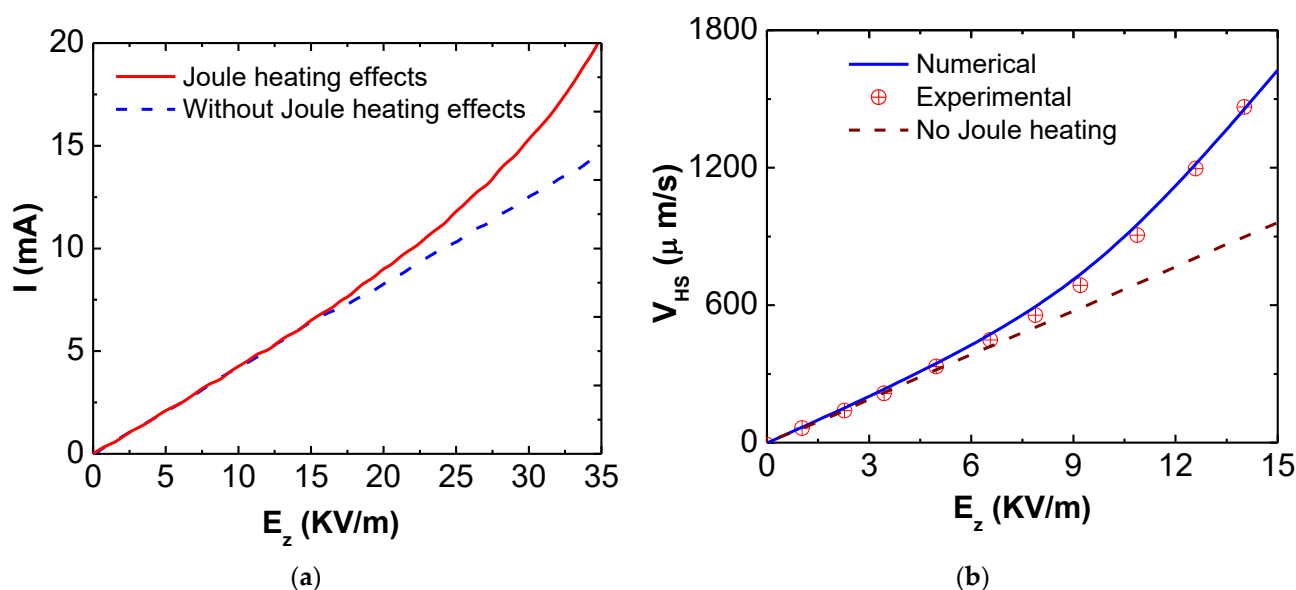 20
15
10
5
0
I (mA)
Joule heating effects
Without Joule heating effects
0 5 10 15 20 25 30 35
E_z (KV/m)
(a)
1800
1200
600
0
V_HS (μ m/s)
Numerical
Experimental
No Joule heating
0 3 6 9 12 15
E_z (KV/m)
(b)